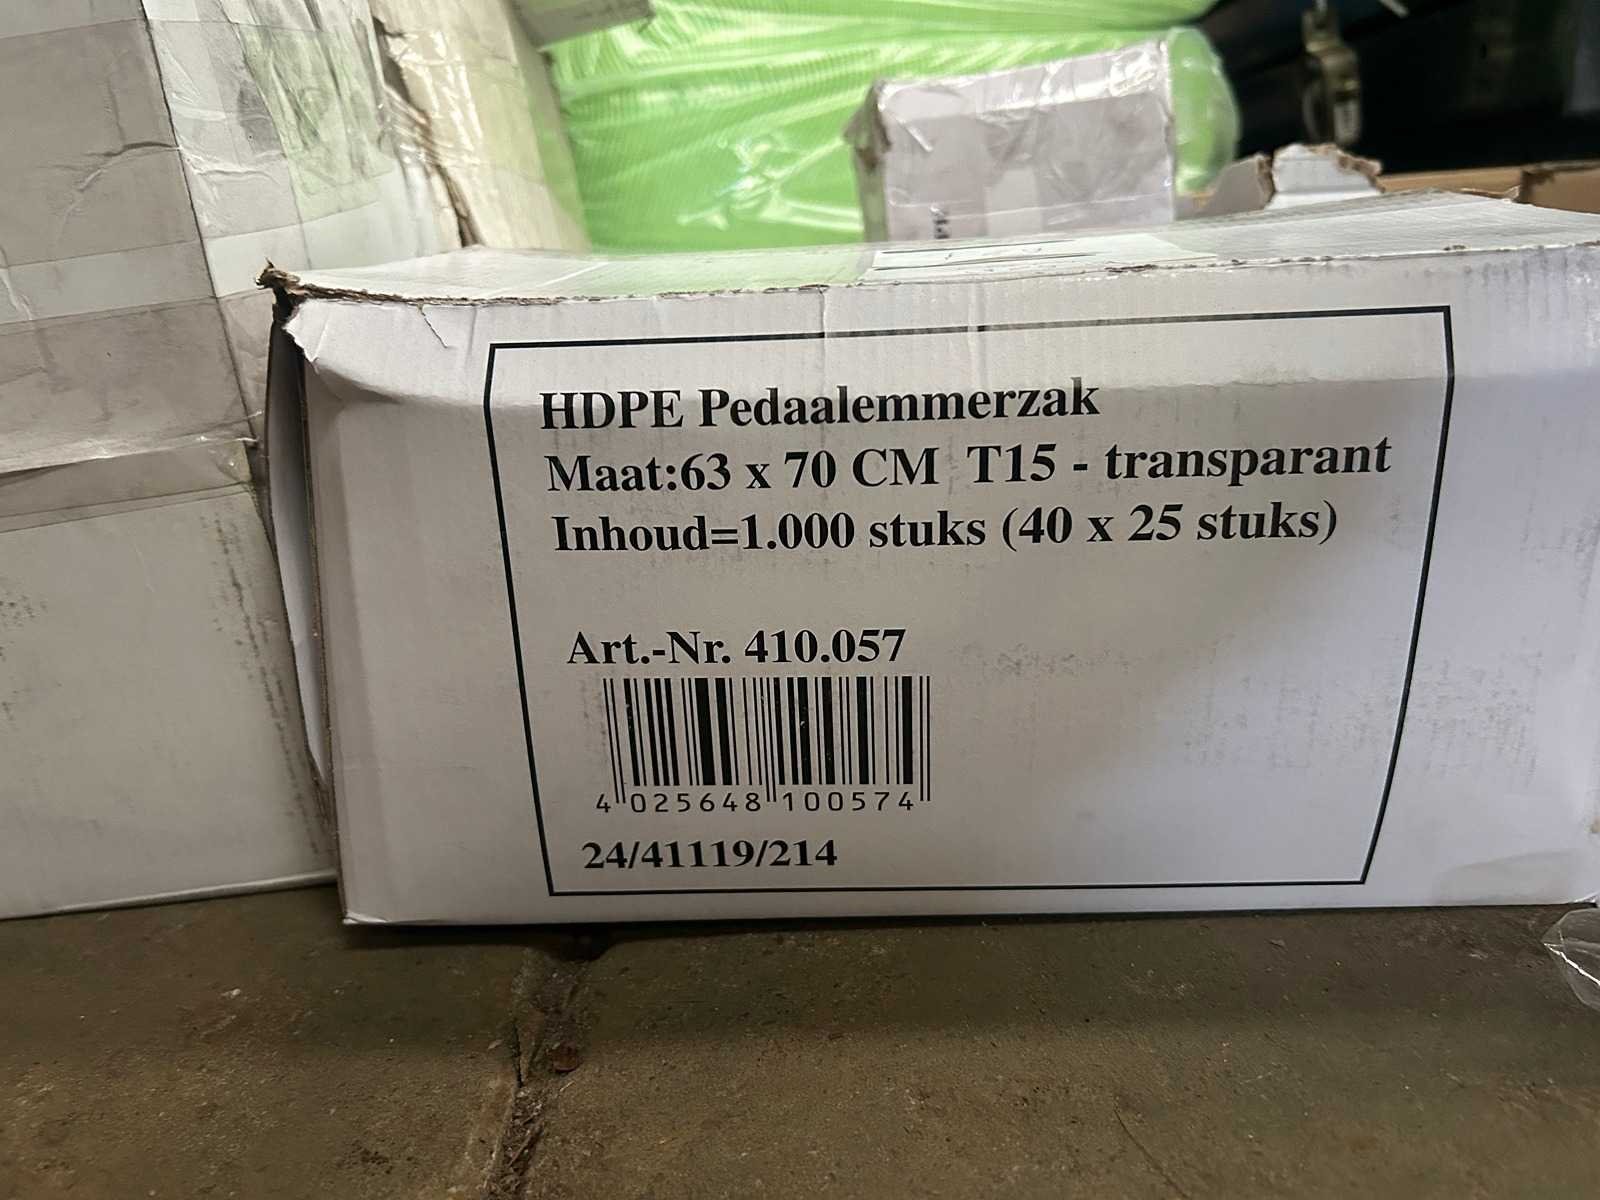 HDPE Pedaalemmerzak
Maat:63 x 70 CM T15 - transparant
Inhoud=1.000 stuks (40 x 25 stuks)
Art.-Nr. 410.057
4 025648 100574
24/41119/214